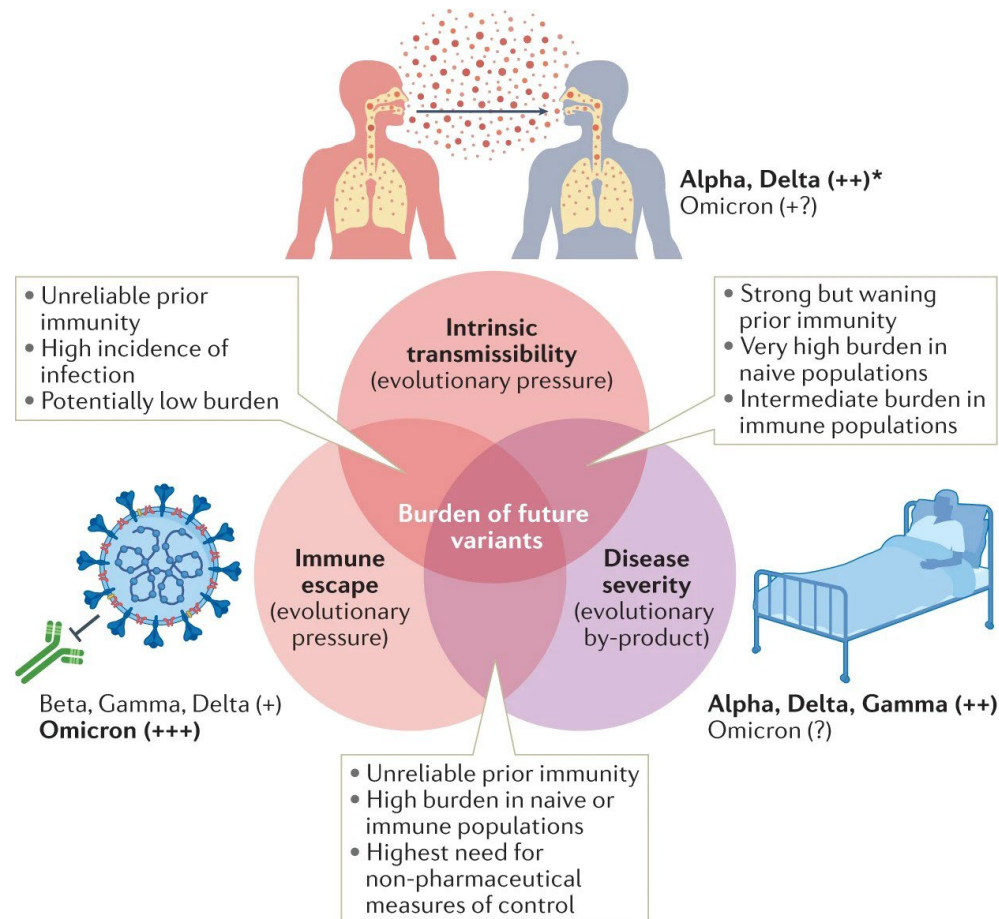 Alpha, Delta (++)*
Omicron (+?)
• Unreliable prior
immunity
• High incidence of
infection
• Potentially low burden
Intrinsic
transmissibility
(evolutionary pressure)
• Strong but waning
prior immunity
• Very high burden in
naive populations
• Intermediate burden in
immune populations
Burden of future
variants
Immune
escape
(evolutionary
pressure)
Disease
severity
(evolutionary
by-product)
Beta, Gamma, Delta (+)
Omicron (+++)
Alpha, Delta, Gamma (++)
Omicron (?)
• Unreliable prior immunity
• High burden in naive or
immune populations
• Highest need for
non-pharmaceutical
measures of control